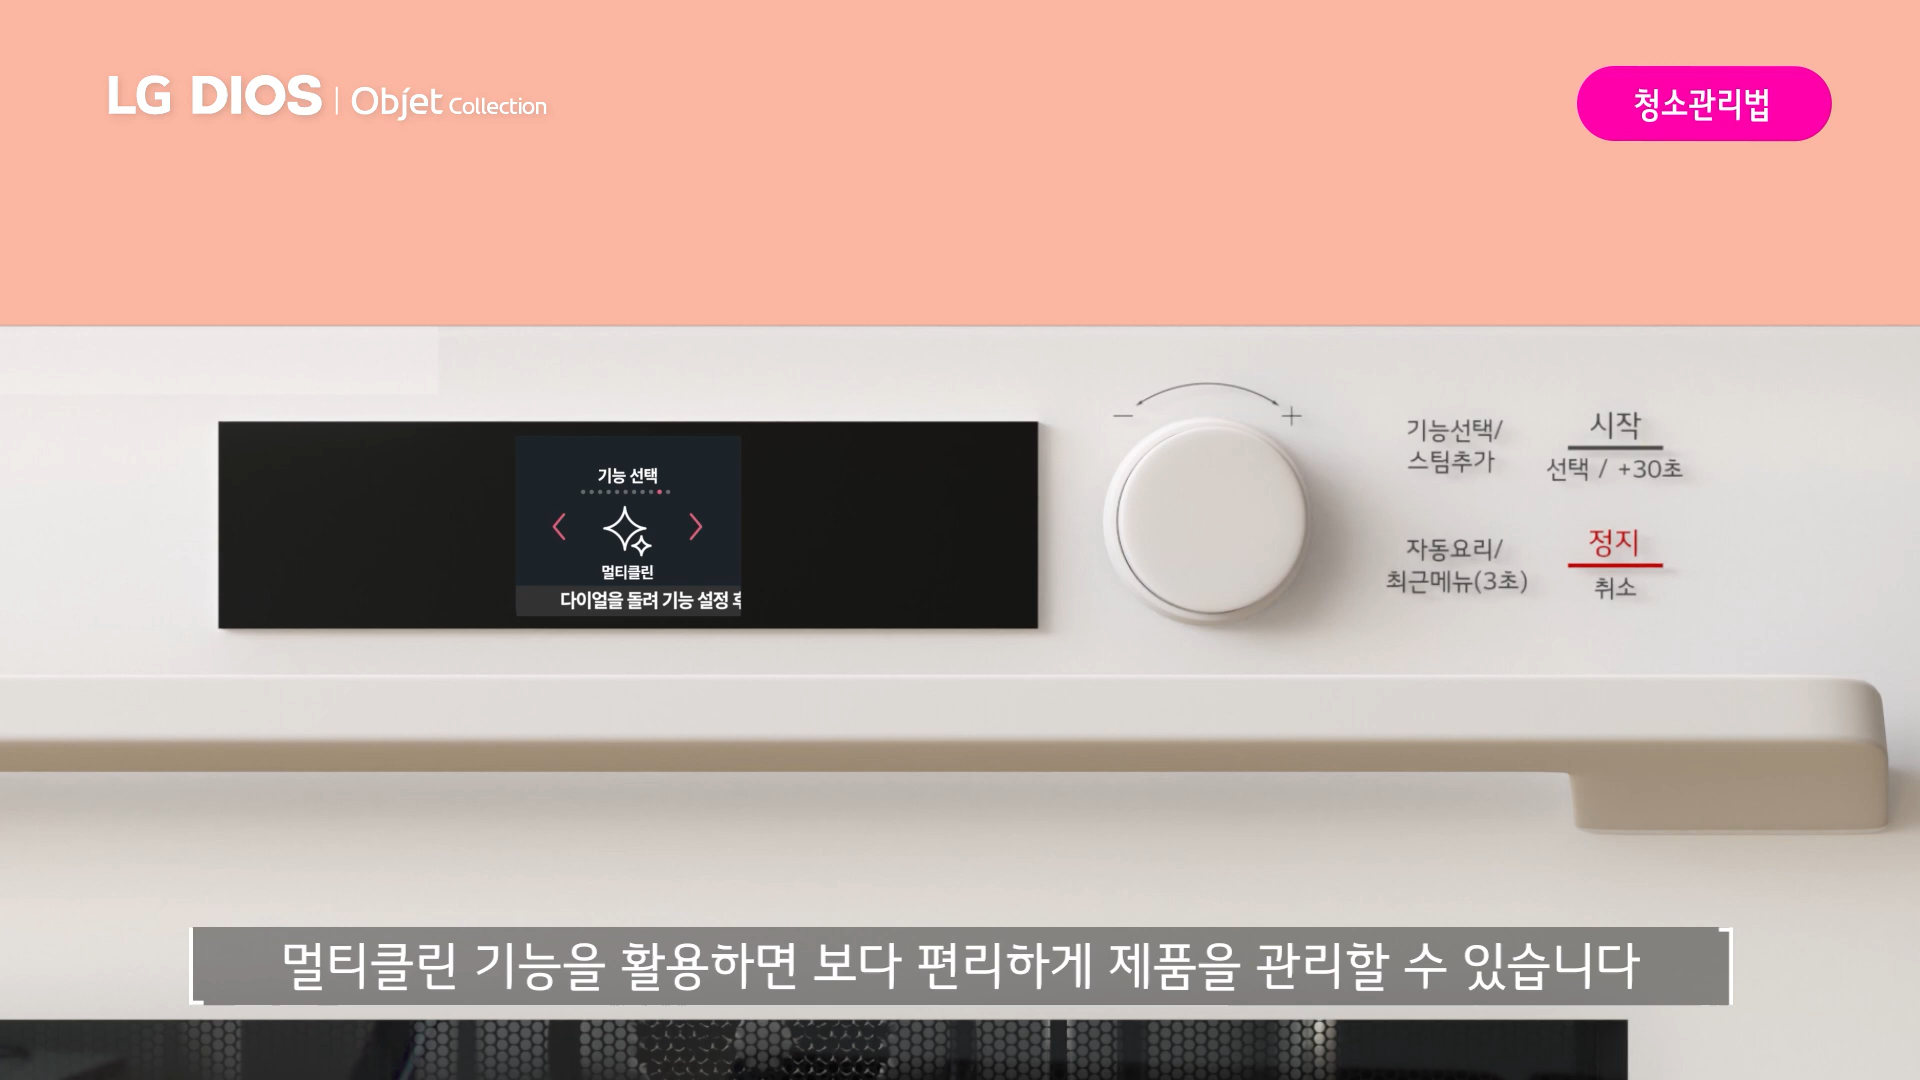 LG DIOS | Objet Collection
청소관리법
기능 선택
멀티클린
다이얼을 돌려 기능 설정
− +
기능선택/
스팀추가
시작
선택 / +30초
자동요리/
최근메뉴(3초)
정지
취소
멀티클린 기능을 활용하면 보다 편리하게 제품을 관리할 수 있습니다